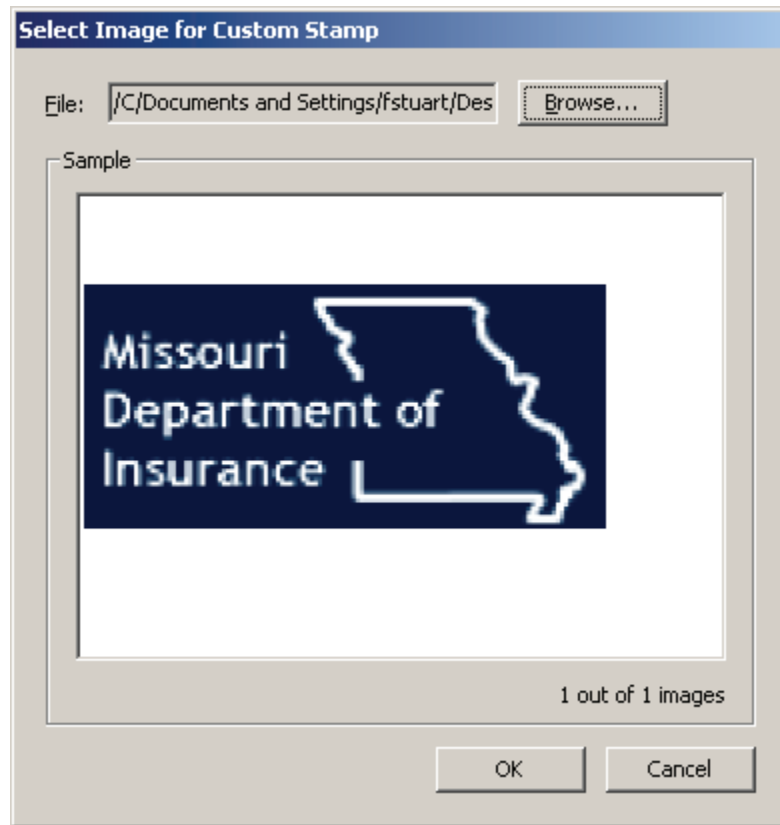 Select Image for Custom Stamp
File: /C/Documents and Settings/fstuart/Des Browse...
Sample
Missouri
Department of
Insurance
1 out of 1 images
OK Cancel